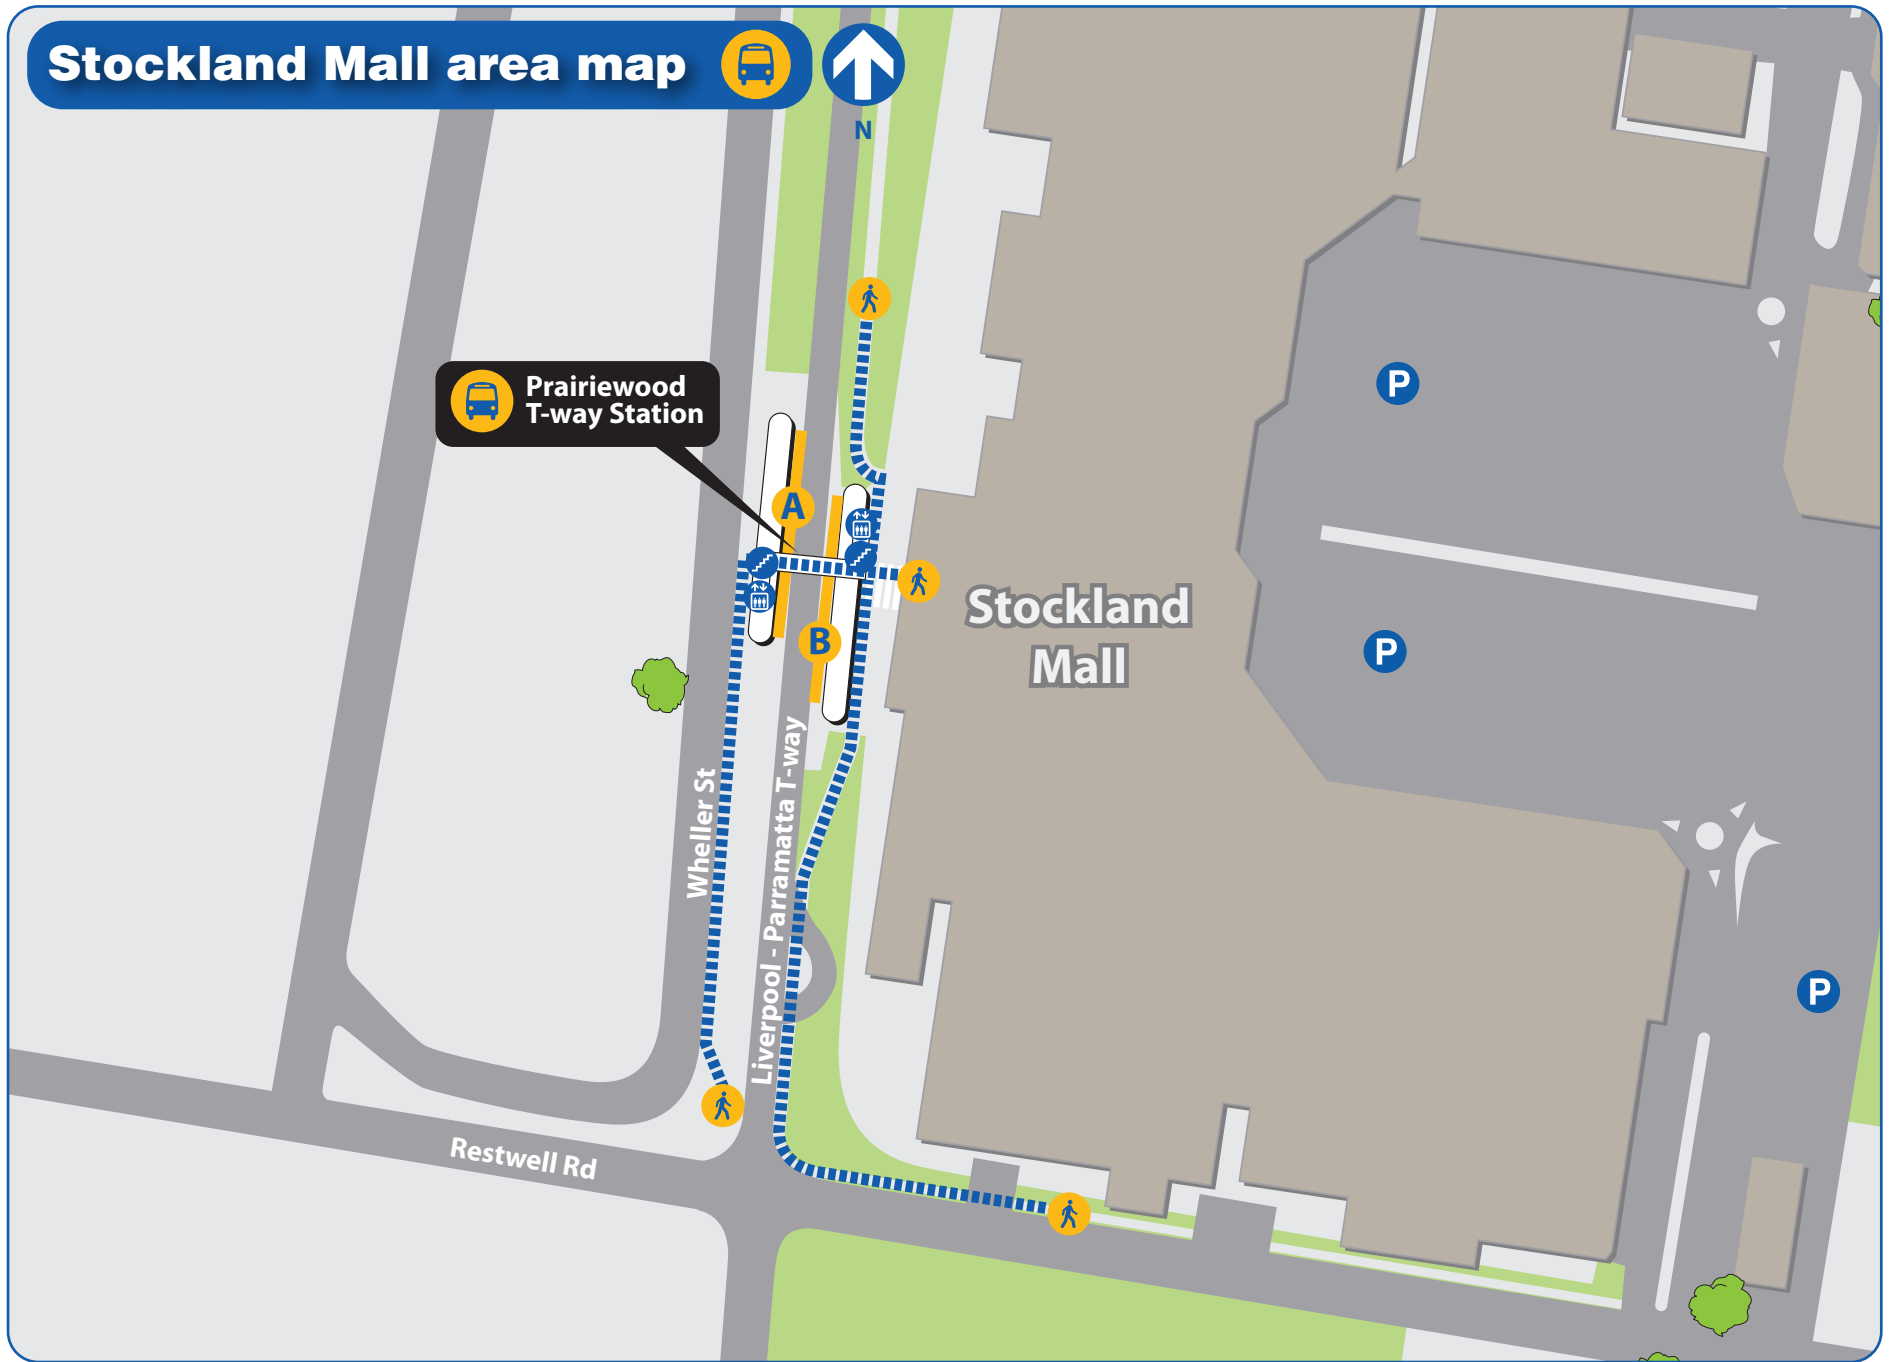 Stockland Mall area map
N
Prairiewood
T-way Station
A
B
P
P
P
Stockland
Mall
Wheller St
Liverpool - Parramatta T-way
Restwell Rd